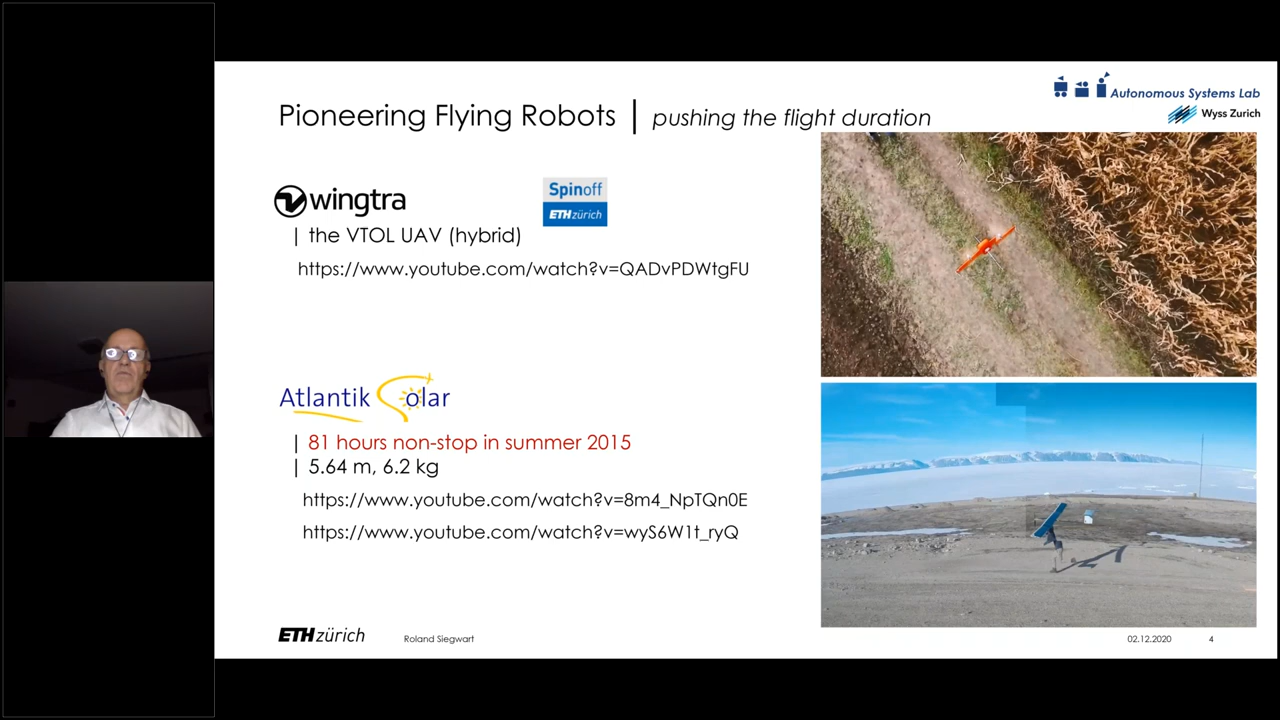 Pioneering Flying Robots | pushing the flight duration
Autonomous Systems Lab
Wyss Zurich
wingtra
Spinoff
ETH zürich
| the VTOL UAV (hybrid)
https://www.youtube.com/watch?v=QADvPDWtgFU
Atlantik Solar
| 81 hours non-stop in summer 2015
| 5.64 m, 6.2 kg
https://www.youtube.com/watch?v=8m4_NpTQn0E
https://www.youtube.com/watch?v=wyS6W1t_ryQ
ETH zürich
Roland Siegwart
02.12.2020
4